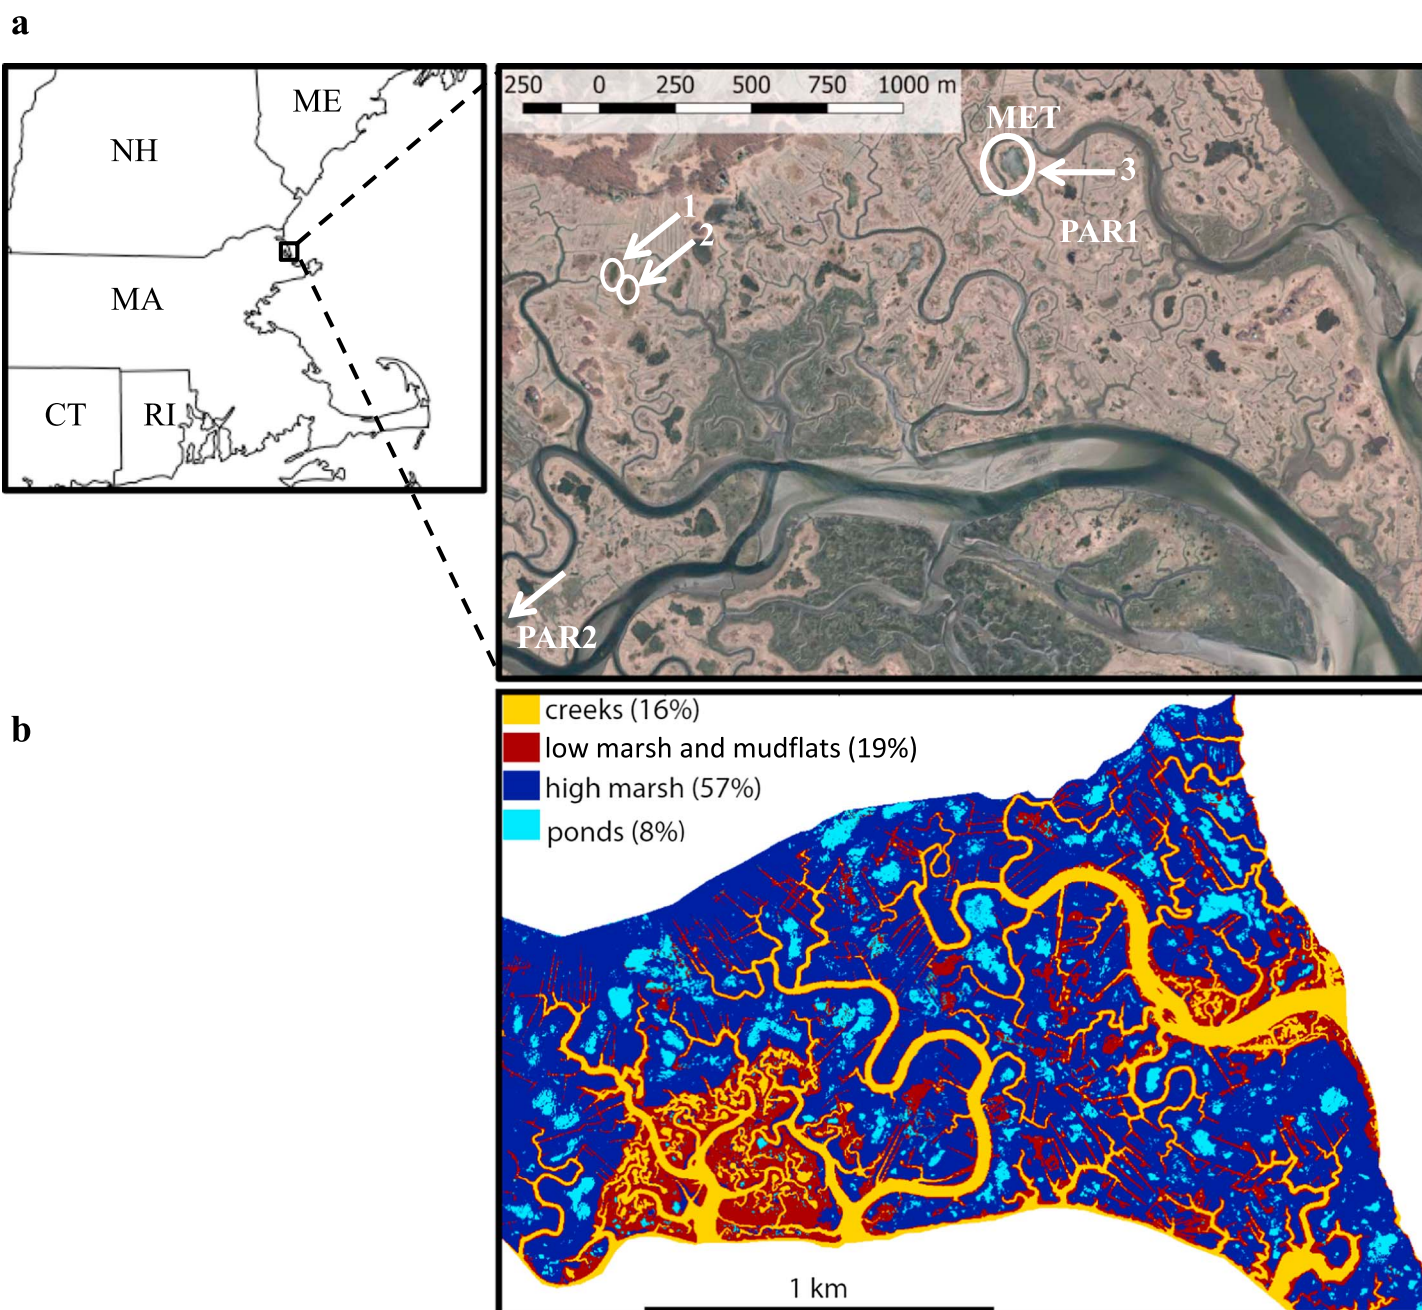 a
ME
NH
MA
CT
RI
250 0 250 500 750 1000 m
MET
3
1
PAR1
2
PAR2
b
creeks (16%)
low marsh and mudflats (19%)
high marsh (57%)
ponds (8%)
1 km